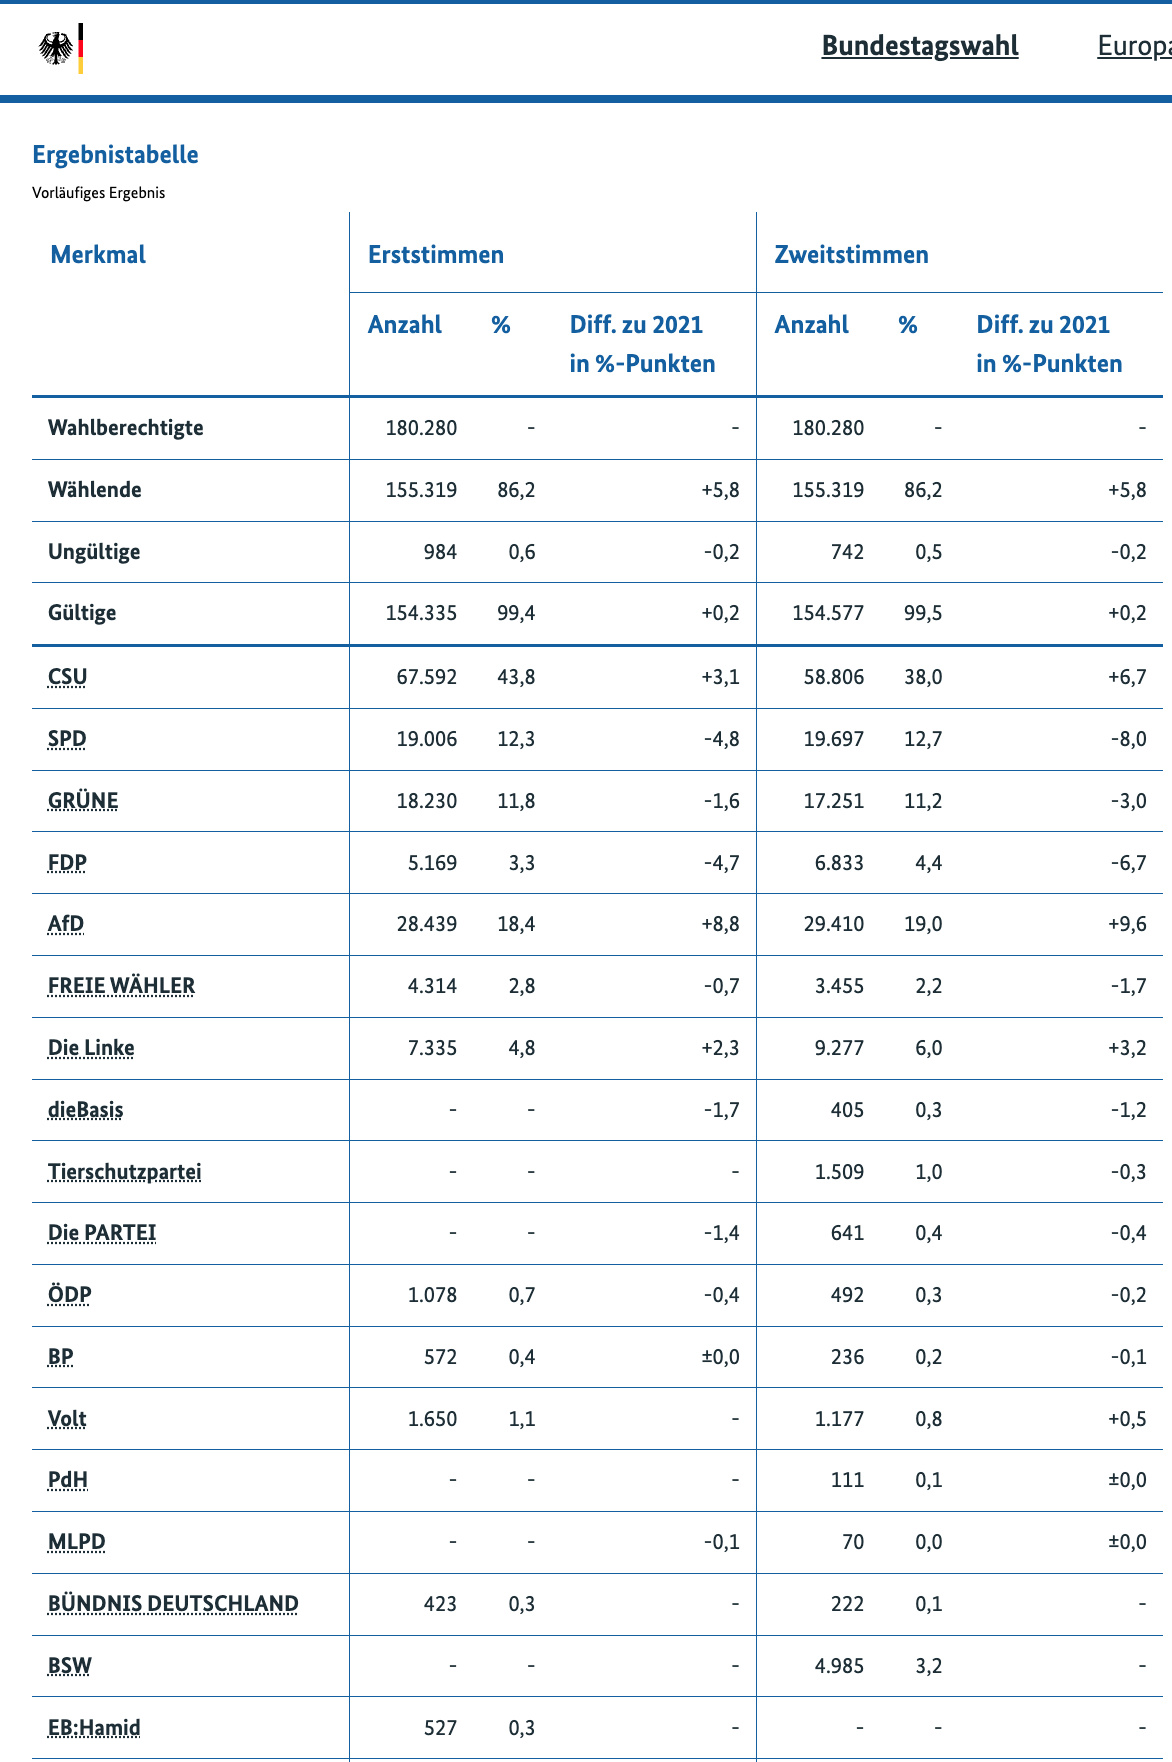 Bundestagswahl Europa
Ergebnistabelle
Vorläufiges Ergebnis
Merkmal Erststimmen Zweitstimmen
Anzahl % Diff. zu 2021 Anzahl % Diff. zu 2021
in %-Punkten in %-Punkten
Wahlberechtigte 180.280 - - 180.280 - -
Wählende 155.319 86,2 +5,8 155.319 86,2 +5,8
Ungültige 984 0,6 -0,2 742 0,5 -0,2
Gültige 154.335 99,4 +0,2 154.577 99,5 +0,2
CSU 67.592 43,8 +3,1 58.806 38,0 +6,7
SPD 19.006 12,3 -4,8 19.697 12,7 -8,0
GRÜNE 18.230 11,8 -1,6 17.251 11,2 -3,0
FDP 5.169 3,3 -4,7 6.833 4,4 -6,7
AfD 28.439 18,4 +8,8 29.410 19,0 +9,6
FREIE WÄHLER 4.314 2,8 -0,7 3.455 2,2 -1,7
Die Linke 7.335 4,8 +2,3 9.277 6,0 +3,2
dieBasis - - -1,7 405 0,3 -1,2
Tierschutzpartei - - - 1.509 1,0 -0,3
Die PARTEI - - -1,4 641 0,4 -0,4
ÖDP 1.078 0,7 -0,4 492 0,3 -0,2
BP 572 0,4 ±0,0 236 0,2 -0,1
Volt 1.650 1,1 - 1.177 0,8 +0,5
PdH - - - 111 0,1 ±0,0
MLPD - - -0,1 70 0,0 ±0,0
BÜNDNIS DEUTSCHLAND 423 0,3 - 222 0,1 -
BSW - - - 4.985 3,2 -
EB:Hamid 527 0,3 - - - -